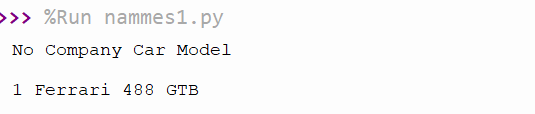 >>> %Run nammes1.py
No Company Car Model
1 Ferrari 488 GTB